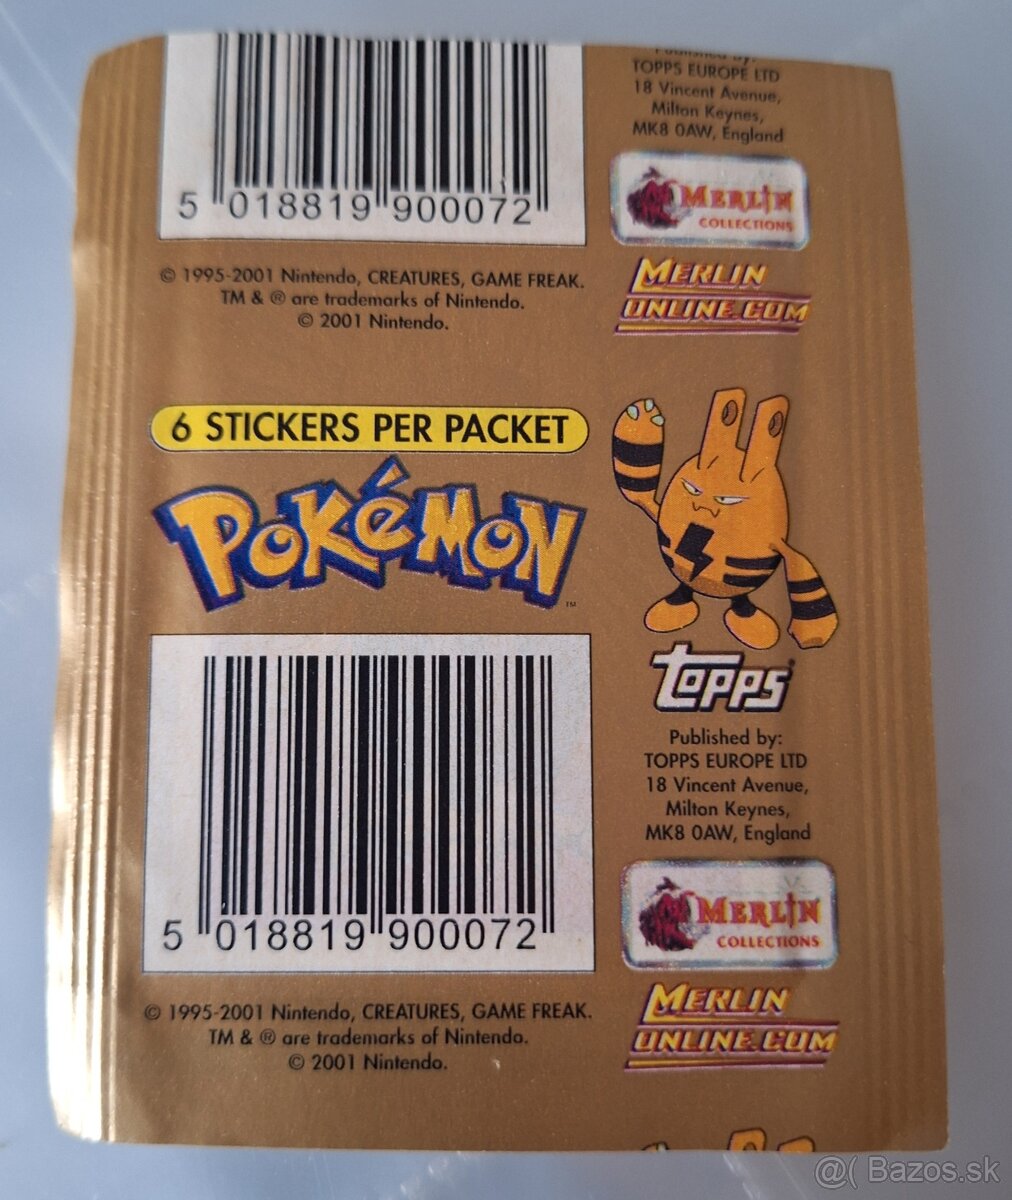 Published by:
TOPPS EUROPE LTD
18 Vincent Avenue,
Milton Keynes,
MK8 0AW, England
MERLIN
COLLECTIONS
MERLIN
ONLINE.COM
5 018819 900072
© 1995-2001 Nintendo, CREATURES, GAME FREAK.
TM & ® are trademarks of Nintendo.
© 2001 Nintendo.
6 STICKERS PER PACKET
POKéMON
TM
topps®
Published by:
TOPPS EUROPE LTD
18 Vincent Avenue,
Milton Keynes,
MK8 0AW, England
MERLIN
COLLECTIONS
MERLIN
ONLINE.COM
5 018819 900072
© 1995-2001 Nintendo, CREATURES, GAME FREAK.
TM & ® are trademarks of Nintendo.
© 2001 Nintendo.
@( Bazos.sk